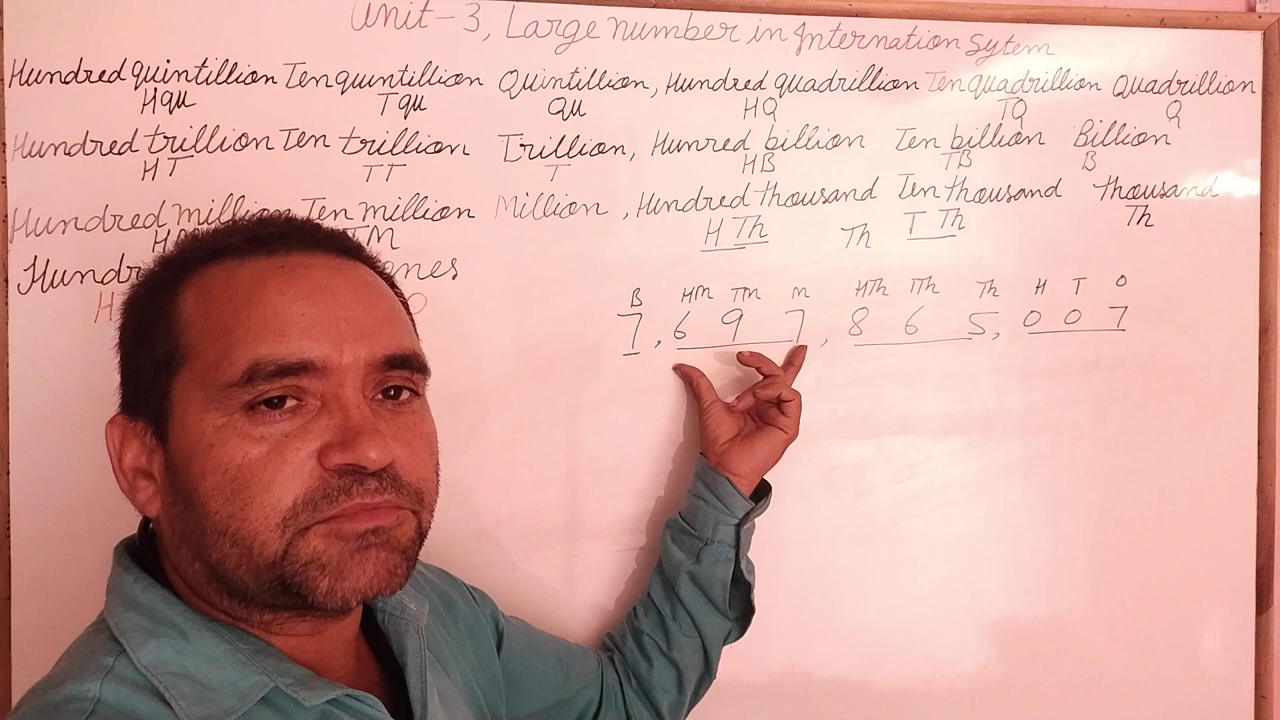 Unit-3, Large number in Internation Sytem
Hundred quintillion Ten quintillion Quintillion, Hundred quadrillion Ten quadrillion Quadrillion
Hqu Tqu Qu HQ TQ Q
Hundred trillion Ten trillion Trillion, Hunred billion Ten billion Billion
HT TT T HB TB B
Hundred million Ten million Million, Hundred thousand Ten thousand thousand
TM H Th Th T Th Th
ones
O
B HM TM M HTh TTh Th H T O
7, 6 9 7, 8 6 5, 0 0 7